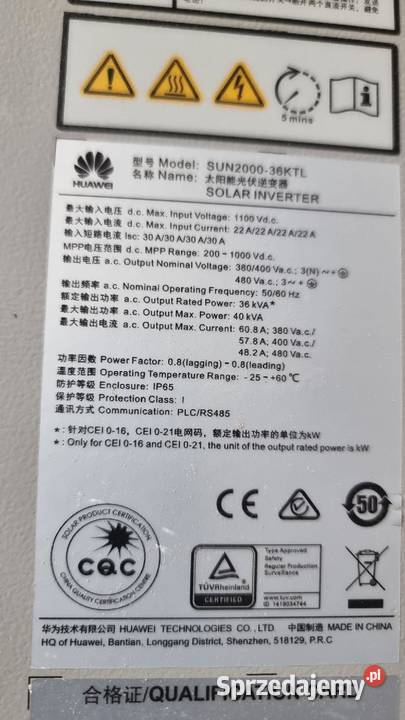 5 mins
HUAWEI
型号 Model: SUN2000-36KTL
名称 Name: 太阳能光伏逆变器
SOLAR INVERTER
最大输入电压 d.c. Max. Input Voltage: 1100 Vd.c.
最大输入电流 d.c. Max. Input Current: 22 A/22 A/22 A/22 A
输入短路电流 Isc: 30 A/30 A/30 A/30 A
MPP电压范围 d.c. MPP Range: 200 - 1000 Vd.c.
输出电压 a.c. Output Nominal Voltage: 380/400 Va.c.; 3(N)~+
480 Va.c.; 3~+
输出频率 a.c. Nominal Operating Frequency: 50/60 Hz
额定输出功率 a.c. Output Rated Power: 36 kVA*
最大输出功率 a.c. Output Max. Power: 40 kVA
最大输出电流 a.c. Output Max. Current: 60.8 A; 380 Va.c./
57.8 A; 400 Va.c./
48.2 A; 480 Va.c.
功率因数 Power Factor: 0.8(lagging) - 0.8(leading)
温度范围 Operating Temperature Range: - 25 - +60℃
防护等级 Enclosure: IP65
保护等级 Protection Class: I
通讯方式 Communication: PLC/RS485
*: 针对CEI 0-16, CEI 0-21电网码, 额定输出功率的单位为kW
*: Only for CEI 0-16 and CEI 0-21, the unit of the output rated power is kW
SOLAR PRODUCT CERTIFICATION
CQC
CHINA QUALITY CERTIFICATION CENTRE
CE
50
TÜVRheinland
CERTIFIED
Type Approved
Safety
Regular Production
Surveillance
www.tuv.com
ID 1419034744
华为技术有限公司 HUAWEI TECHNOLOGIES CO., LTD. 中国制造 MADE IN CHINA
HQ of Huawei, Bantian, Longgang District, Shenzhen, 518129, P.R.C
合格证/QUALIFICATION CARD
Sprzedajemy.pl